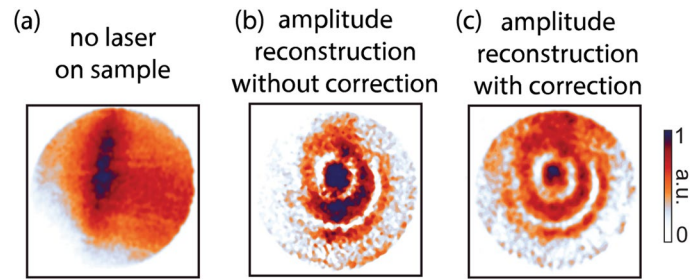 (a)
no laser
on sample
(b)
amplitude
reconstruction
without correction
(c)
amplitude
reconstruction
with correction
1
a.u.
0